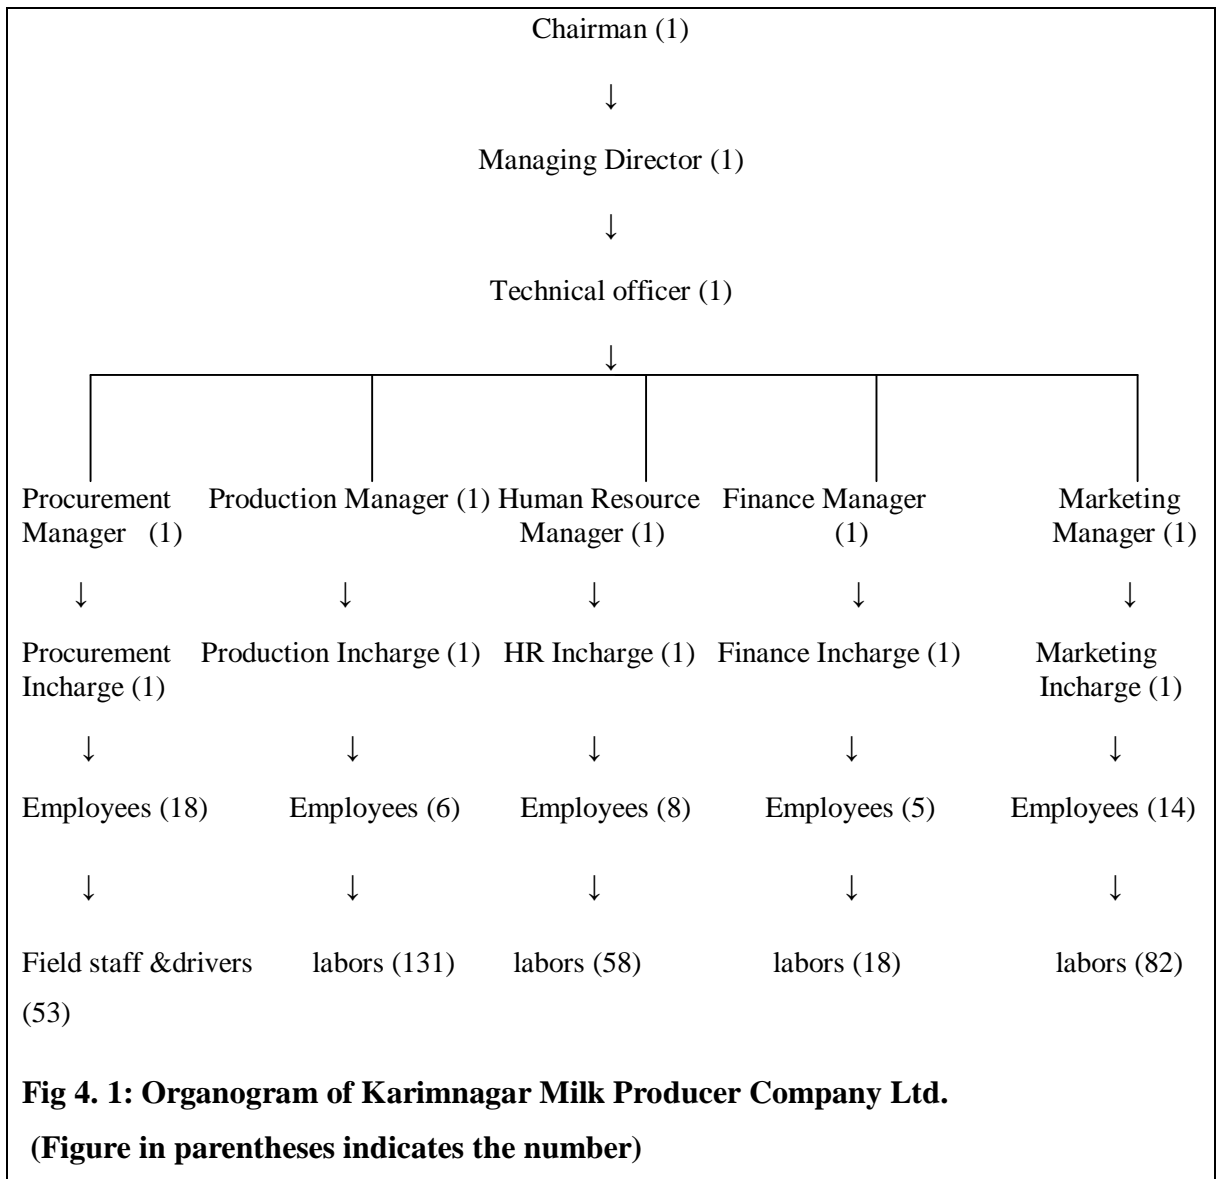 Chairman (1)
↓
Managing Director (1)
↓
Technical officer (1)
↓
Procurement Production Manager (1) Human Resource Finance Manager Marketing
Manager (1) Manager (1) (1) Manager (1)
↓ ↓ ↓ ↓ ↓
Procurement Production Incharge (1) HR Incharge (1) Finance Incharge (1) Marketing
Incharge (1) Incharge (1)
↓ ↓ ↓ ↓ ↓
Employees (18) Employees (6) Employees (8) Employees (5) Employees (14)
↓ ↓ ↓ ↓ ↓
Field staff &drivers labors (131) labors (58) labors (18) labors (82)
(53)
Fig 4. 1: Organogram of Karimnagar Milk Producer Company Ltd.
(Figure in parentheses indicates the number)